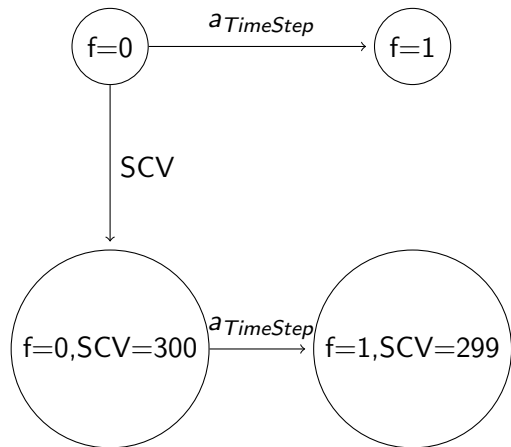 a_TimeStep
f=0
f=1
SCV
a_TimeStep
f=0,SCV=300
f=1,SCV=299